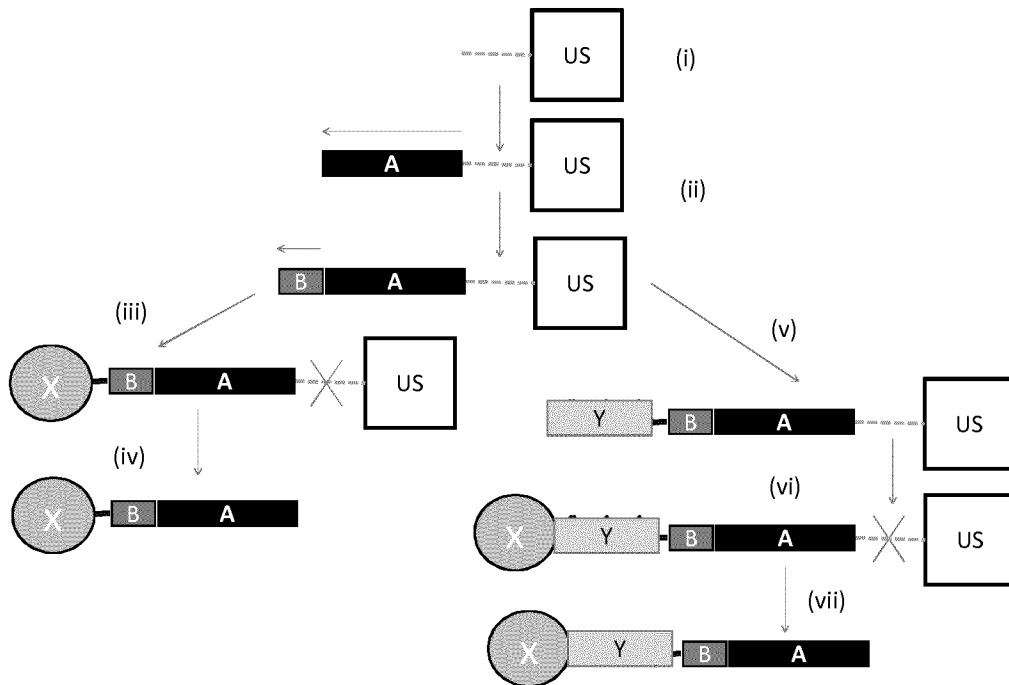 US (i)
A US
(ii)
B A US
(iii) (v)
X B A US
Y B A US
(iv)
(vi)
X B A
X Y B A US
(vii)
X Y B A